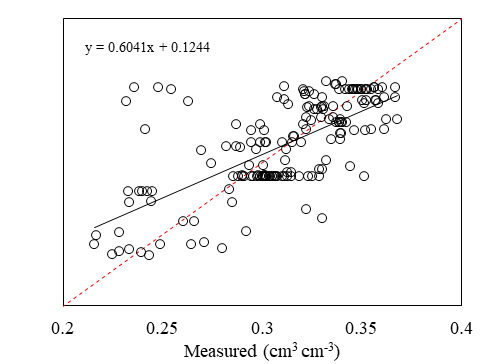 y = 0.6041x + 0.1244
0.2 0.25 0.3 0.35 0.4
Measured (cm³ cm⁻³)